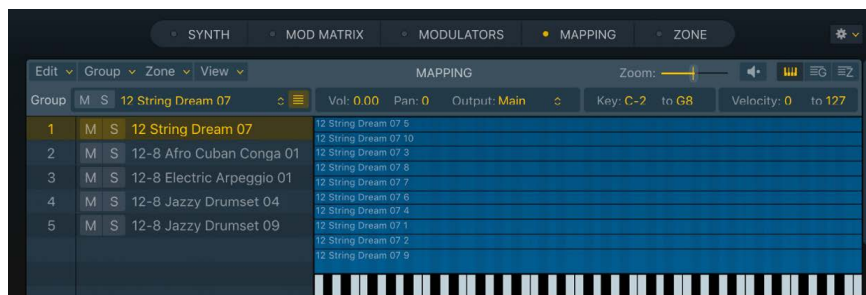 SYNTH MOD MATRIX MODULATORS MAPPING ZONE
Edit Group Zone View MAPPING Zoom: G Z
Group M S 12 String Dream 07 Vol: 0.00 Pan: 0 Output: Main Key: C-2 to G8 Velocity: 0 to 127
1 M S 12 String Dream 07
2 M S 12-8 Afro Cuban Conga 01
3 M S 12-8 Electric Arpeggio 01
4 M S 12-8 Jazzy Drumset 04
5 M S 12-8 Jazzy Drumset 09
12 String Dream 07 5
12 String Dream 07 10
12 String Dream 07 3
12 String Dream 07 8
12 String Dream 07 7
12 String Dream 07 6
12 String Dream 07 4
12 String Dream 07 1
12 String Dream 07 2
12 String Dream 07 9